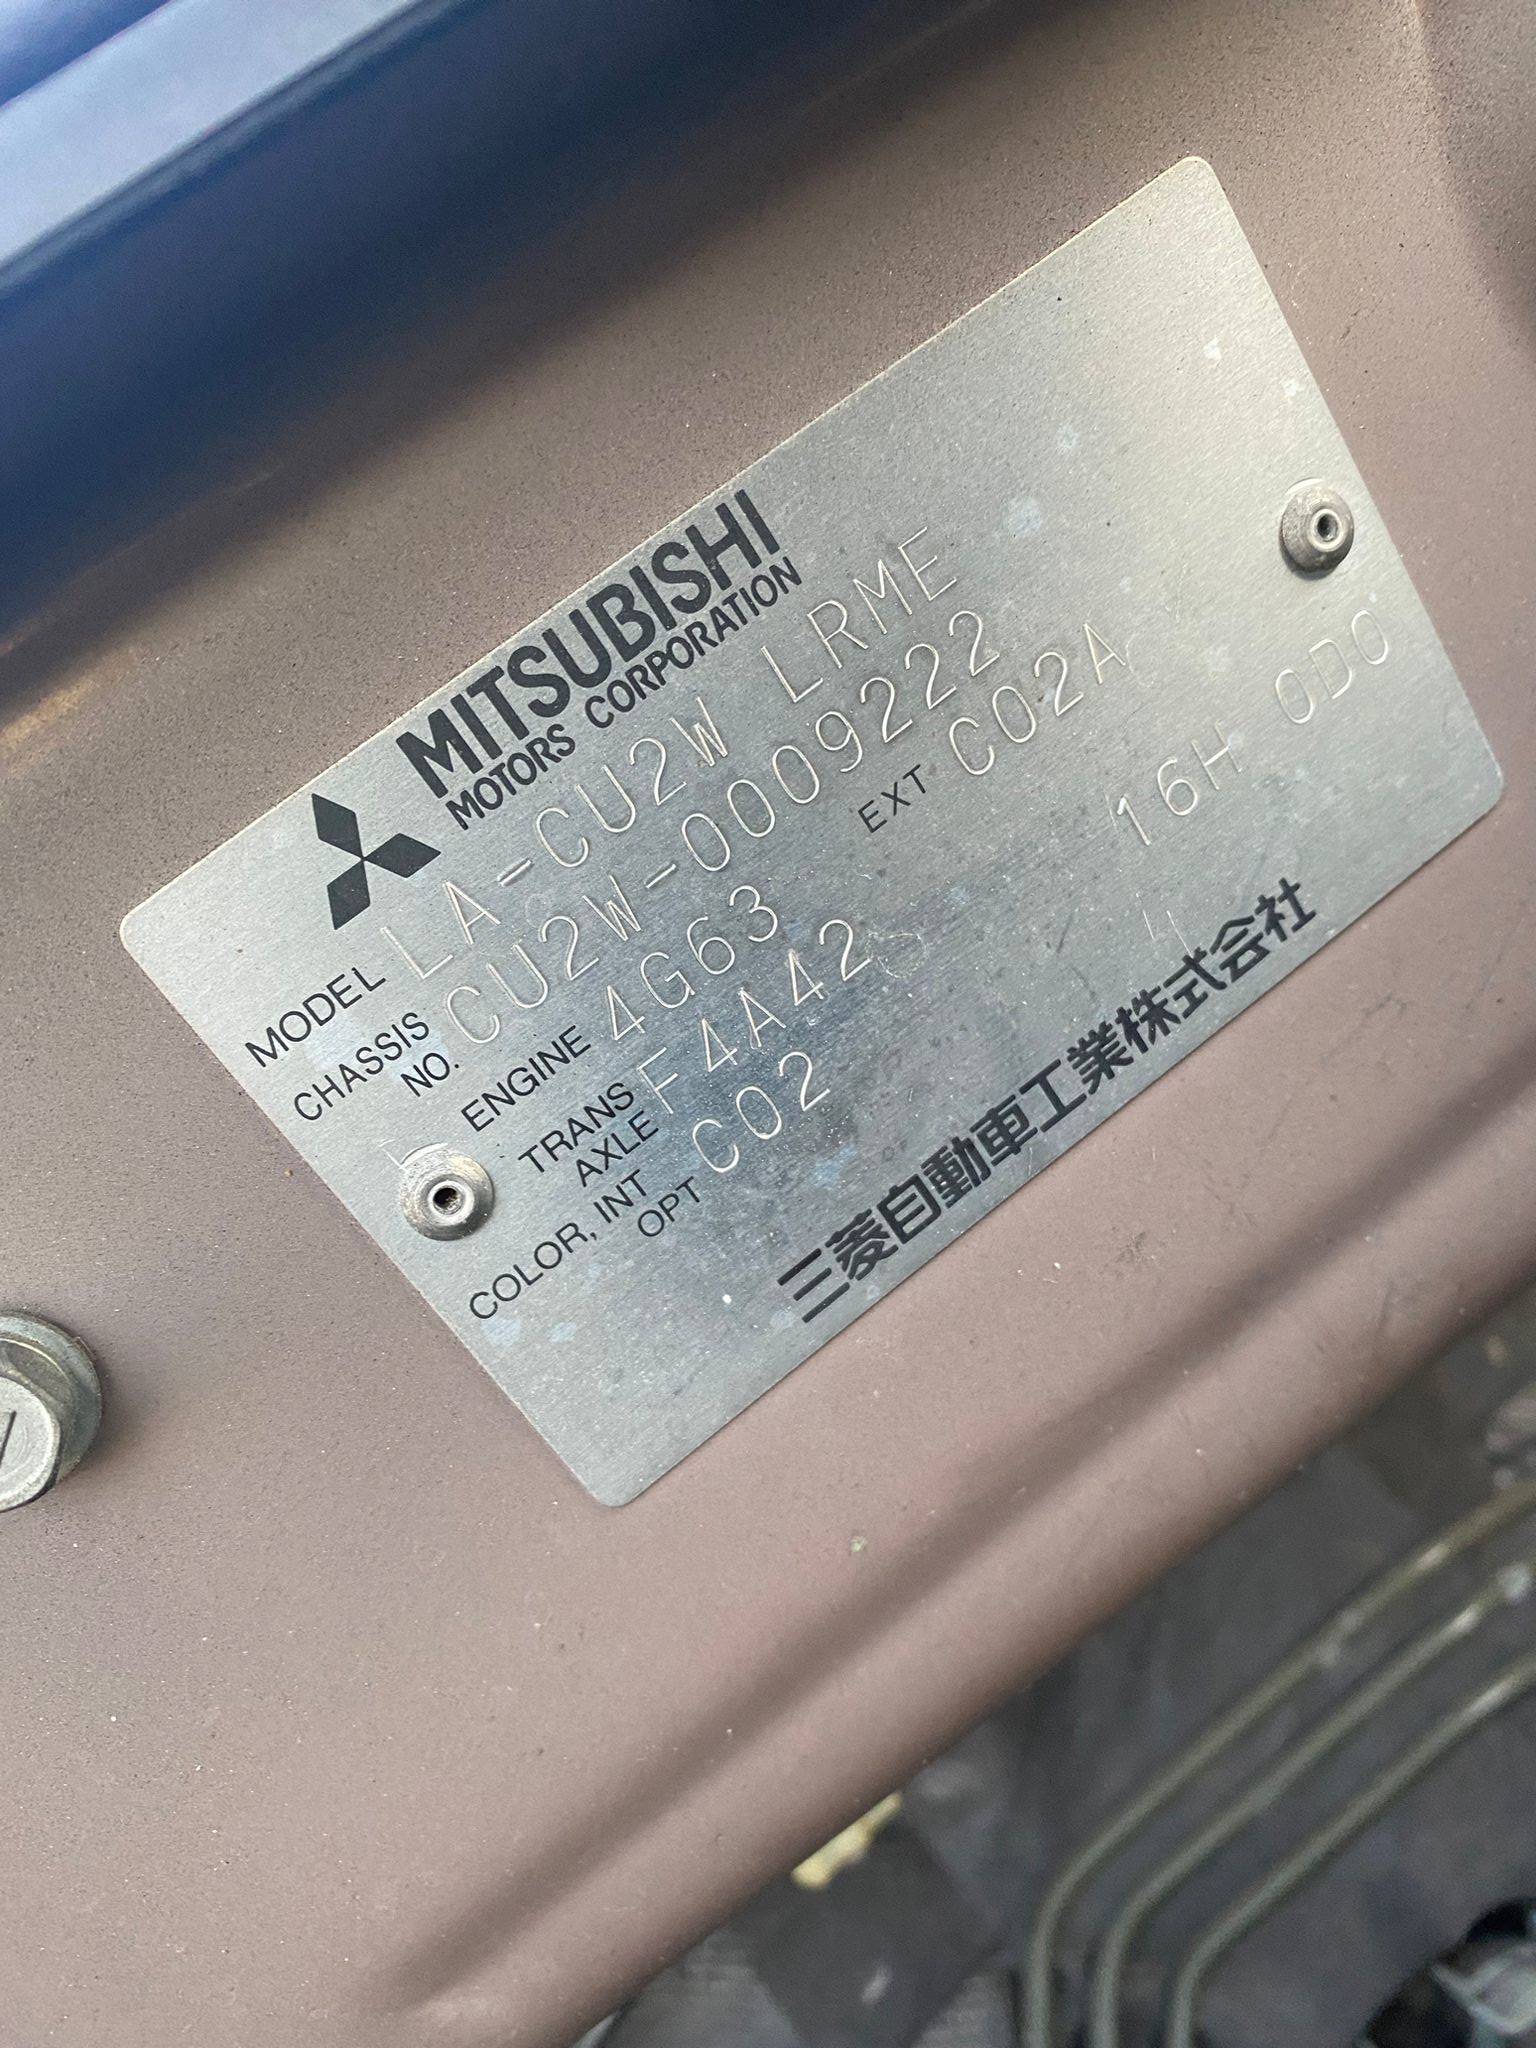 MITSUBISHI
MOTORS CORPORATION
MODEL LA-CU2W LRME
CHASSIS NO. CU2W-0009222
ENGINE 4G63 EXT C02A
TRANS AXLE F4A42
COLOR, INT OPT C02 16H 0D0
三菱自動車工業株式会社